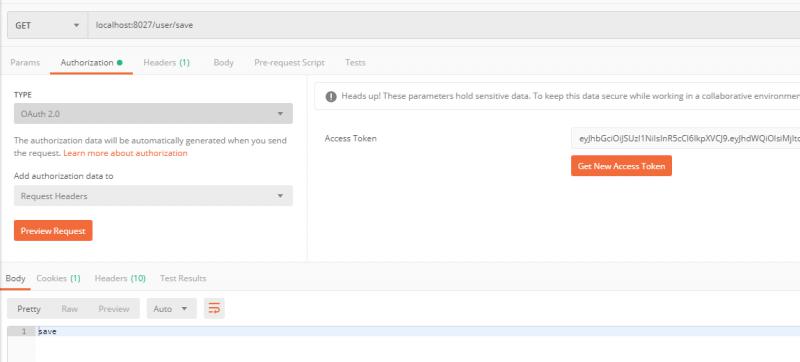 GET localhost:8027/user/save
Params Authorization Headers (1) Body Pre-request Script Tests
TYPE
OAuth 2.0
The authorization data will be automatically generated when you send
the request. Learn more about authorization
Add authorization data to
Request Headers
Preview Request
Heads up! These parameters hold sensitive data. To keep this data secure while working in a collaborative environmen
Access Token
Get New Access Token
Body Cookies (1) Headers (10) Test Results
Pretty Raw Preview Auto
1 save